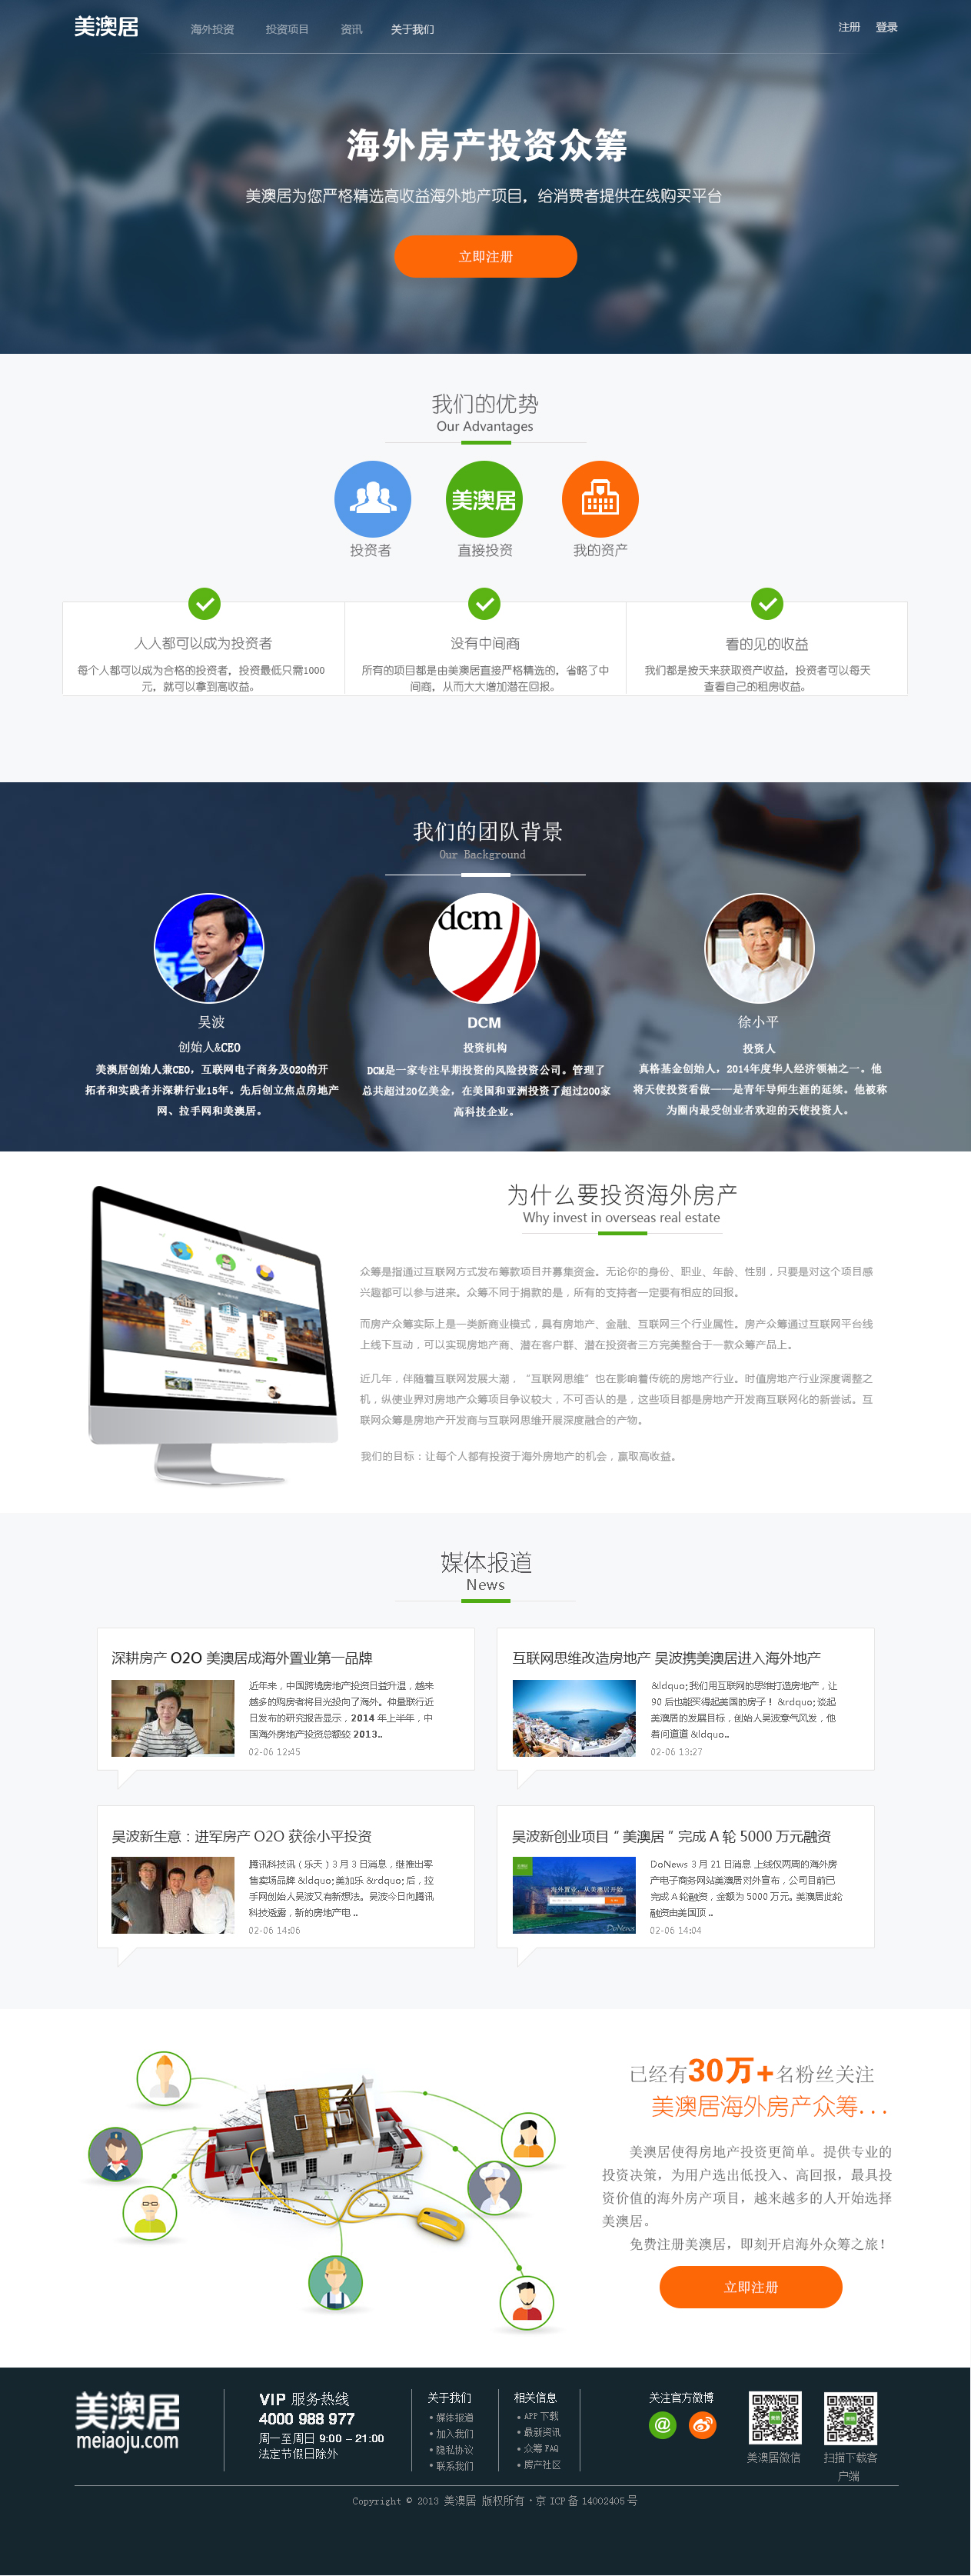 美澳居
海外投资 投资项目 资讯 关于我们
注册 登录
海外房产投资众筹
美澳居为您严格精选高收益海外地产项目，给消费者提供在线购买平台
立即注册
我们的优势
Our Advantages
美澳居
投资者 直接投资 我的资产
人人都可以成为投资者
每个人都可以成为合格的投资者，投资最低只需1000
元，就可以拿到高收益。
没有中间商
所有的项目都是由美澳居直接严格精选的，省略了中
间商，从而大大增加潜在回报。
看的见的收益
我们都是按天来获取资产收益，投资者可以每天
查看自己的租房收益。
我们的团队背景
Our Background
吴波
创始人&CEO
美澳居创始人兼CEO，互联网电子商务及O2O的开
拓者和实践者并深耕行业15年。先后创立焦点房地产
网、拉手网和美澳居。
dcm
DCM
投资机构
DCM是一家专注早期投资的风险投资公司。管理了
总共超过20亿美金，在美国和亚洲投资了超过200家
高科技企业。
徐小平
投资人
真格基金创始人，2014年度华人经济领袖之一。他
将天使投资看做一一是青年导师生涯的延续。他被称
为圈内最受创业者欢迎的天使投资人。
为什么要投资海外房产
Why invest in overseas real estate
众筹是指通过互联网方式发布筹款项目并募集资金。无论你的身份、职业、年龄、性别，只要是对这个项目感
兴趣都可以参与进来。众筹不同于捐款的是，所有的支持者一定要有相应的回报。
而房产众筹实际上是一类新商业模式，具有房地产、金融、互联网三个行业属性。房产众筹通过互联网平台线
上线下互动，可以实现房地产商、潜在客户群、潜在投资者三方完美整合于一款众筹产品上。
近几年，伴随着互联网发展大潮，“互联网思维”也在影响着传统的房地产行业。时值房地产行业深度调整之
机，纵使业界对房地产众筹项目争议较大，不可否认的是，这些项目都是房地产开发商互联网化的新尝试。互
联网众筹是房地产开发商与互联网思维开展深度融合的产物。
我们的目标：让每个人都有投资于海外房地产的机会，赢取高收益。
媒体报道
News
深耕房产 O2O 美澳居成海外置业第一品牌
近年来，中国跨境房地产投资日益升温，越来
越多的购房者将目光投向了海外。仲量联行近
日发布的研究报告显示，2014 年上半年，中
国海外房地产投资总额较 2013..
02-06 12:45
互联网思维改造房地产 吴波携美澳居进入海外地产
&ldquo;我们用互联网的思维打造房地产，让
90 后也能买得起美国的房子！ &rdquo;谈起
美澳居的发展目标，创始人吴波意气风发，他
着问道道 &ldquo..
02-06 13:27
吴波新生意：进军房产 O2O 获徐小平投资
腾讯科技讯（乐天）3 月 3 日消息，继推出零
售卖场品牌 &ldquo;美加乐 &rdquo; 后，拉
手网创始人吴波又有新想法。吴波今日向腾讯
科技透露，新的房地产电 ..
02-06 14:06
吴波新创业项目＂美澳居＂完成 A 轮 5000 万元融资
海外置业，从美澳居开始
DoNews
DoNews 3 月 21 日消息 上线仅两周的海外房
产电子商务网站美澳居对外宣布，公司目前已
完成 A 轮融资，金额为 5000 万元。美澳居此轮
融资由美国顶 ..
02-06 14:04
已经有30万+名粉丝关注
美澳居海外房产众筹...
美澳居使得房地产投资更简单。提供专业的
投资决策，为用户选出低投入、高回报，最具投
资价值的海外房产项目，越来越多的人开始选择
美澳居。
免费注册美澳居，即刻开启海外众筹之旅！
立即注册
美澳居
meiaoju.com
VIP 服务热线
4000 988 977
周一至周日 9:00 – 21:00
法定节假日除外
关于我们
媒体报道
加入我们
隐私协议
联系我们
相关信息
APP 下载
最新资讯
众筹 FAQ
房产社区
关注官方微博
@
美澳居微信
扫描下载客
户端
Copyright © 2013 美澳居 版权所有 · 京 ICP 备 14002405 号